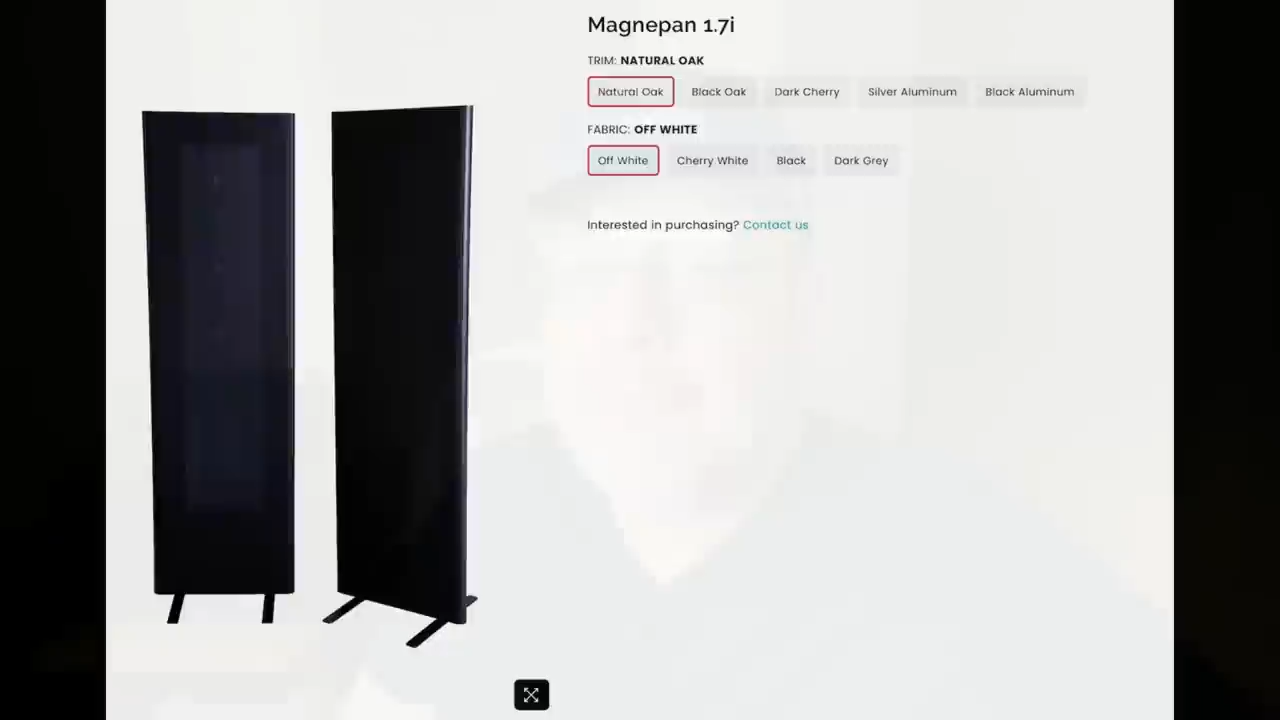 Magnepan 1.7i
TRIM: NATURAL OAK
Natural Oak Black Oak Dark Cherry Silver Aluminum Black Aluminum
FABRIC: OFF WHITE
Off White Cherry White Black Dark Grey
Interested in purchasing? Contact us